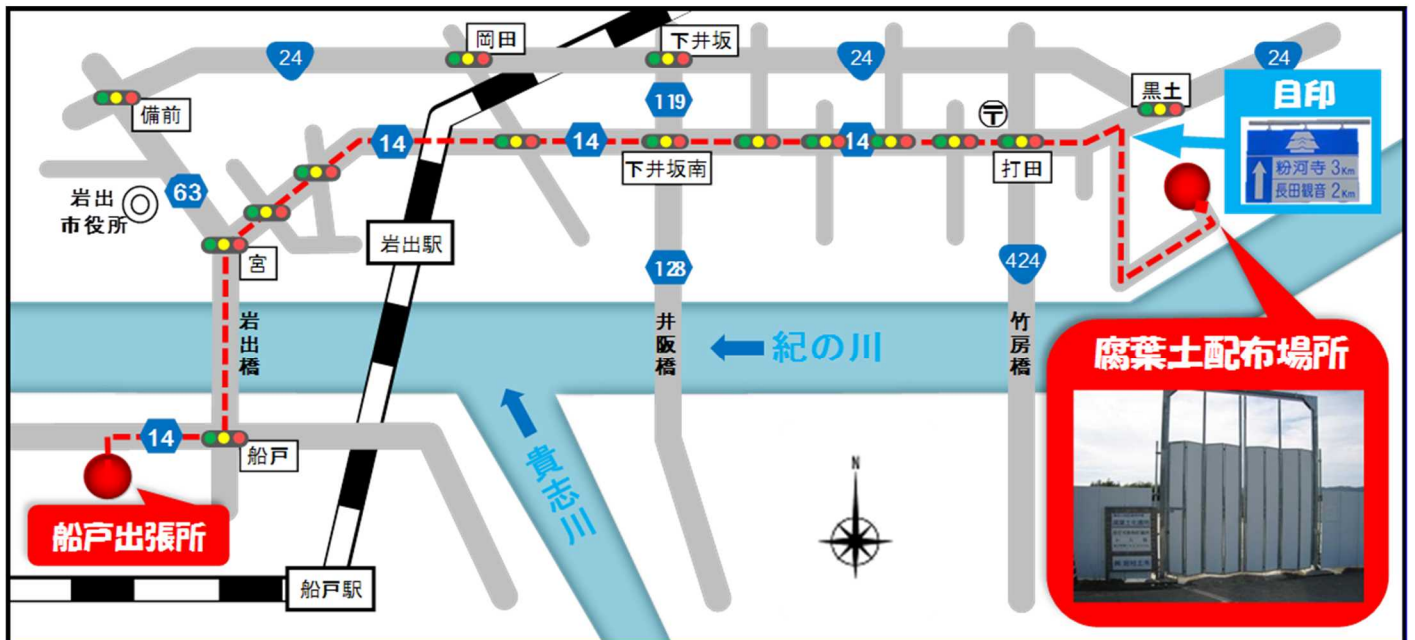 岡田
下井坂
24
24
24
備前
119
黒土
目印
粉河寺 3Km
長田観音 2Km
〒
14
14
14
下井坂南
打田
岩出
市役所
63
宮
岩出駅
128
424
岩出橋
井阪橋
竹房橋
紀の川
腐葉土配布場所
14
船戸
貴志川
N
船戸出張所
船戸駅